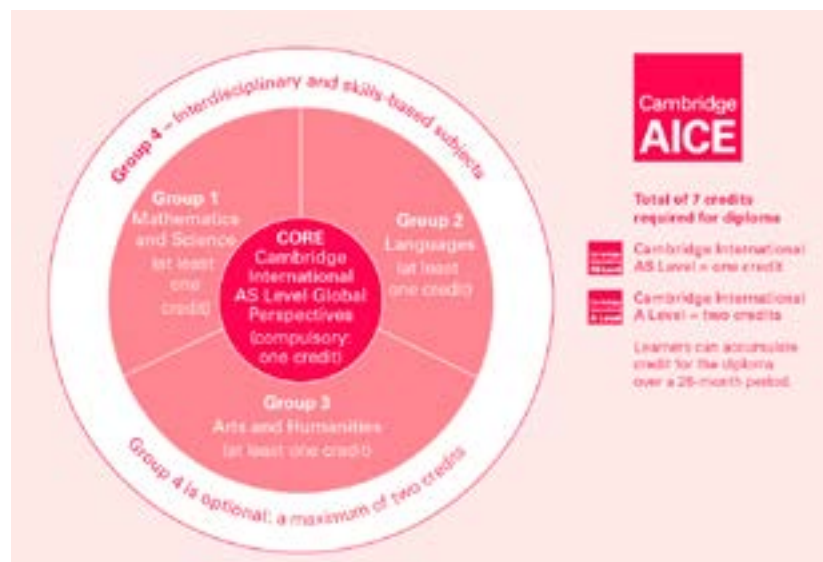 Group 4 – Interdisciplinary and skills-based subjects
Group 1
Mathematics
and Science
(at least
one
credit)
CORE
Cambridge
International
AS Level Global
Perspectives
(compulsory:
one credit)
Group 2
Languages
(at least
one credit)
Group 3
Arts and Humanities
(at least one credit)
Group 4 is optional: a maximum of two credits
Cambridge
AICE
Total of 7 credits
required for diploma
Cambridge International
AS Level = one credit
Cambridge International
A Level = two credits
Learners can accumulate
credit for the diploma
over a month period.